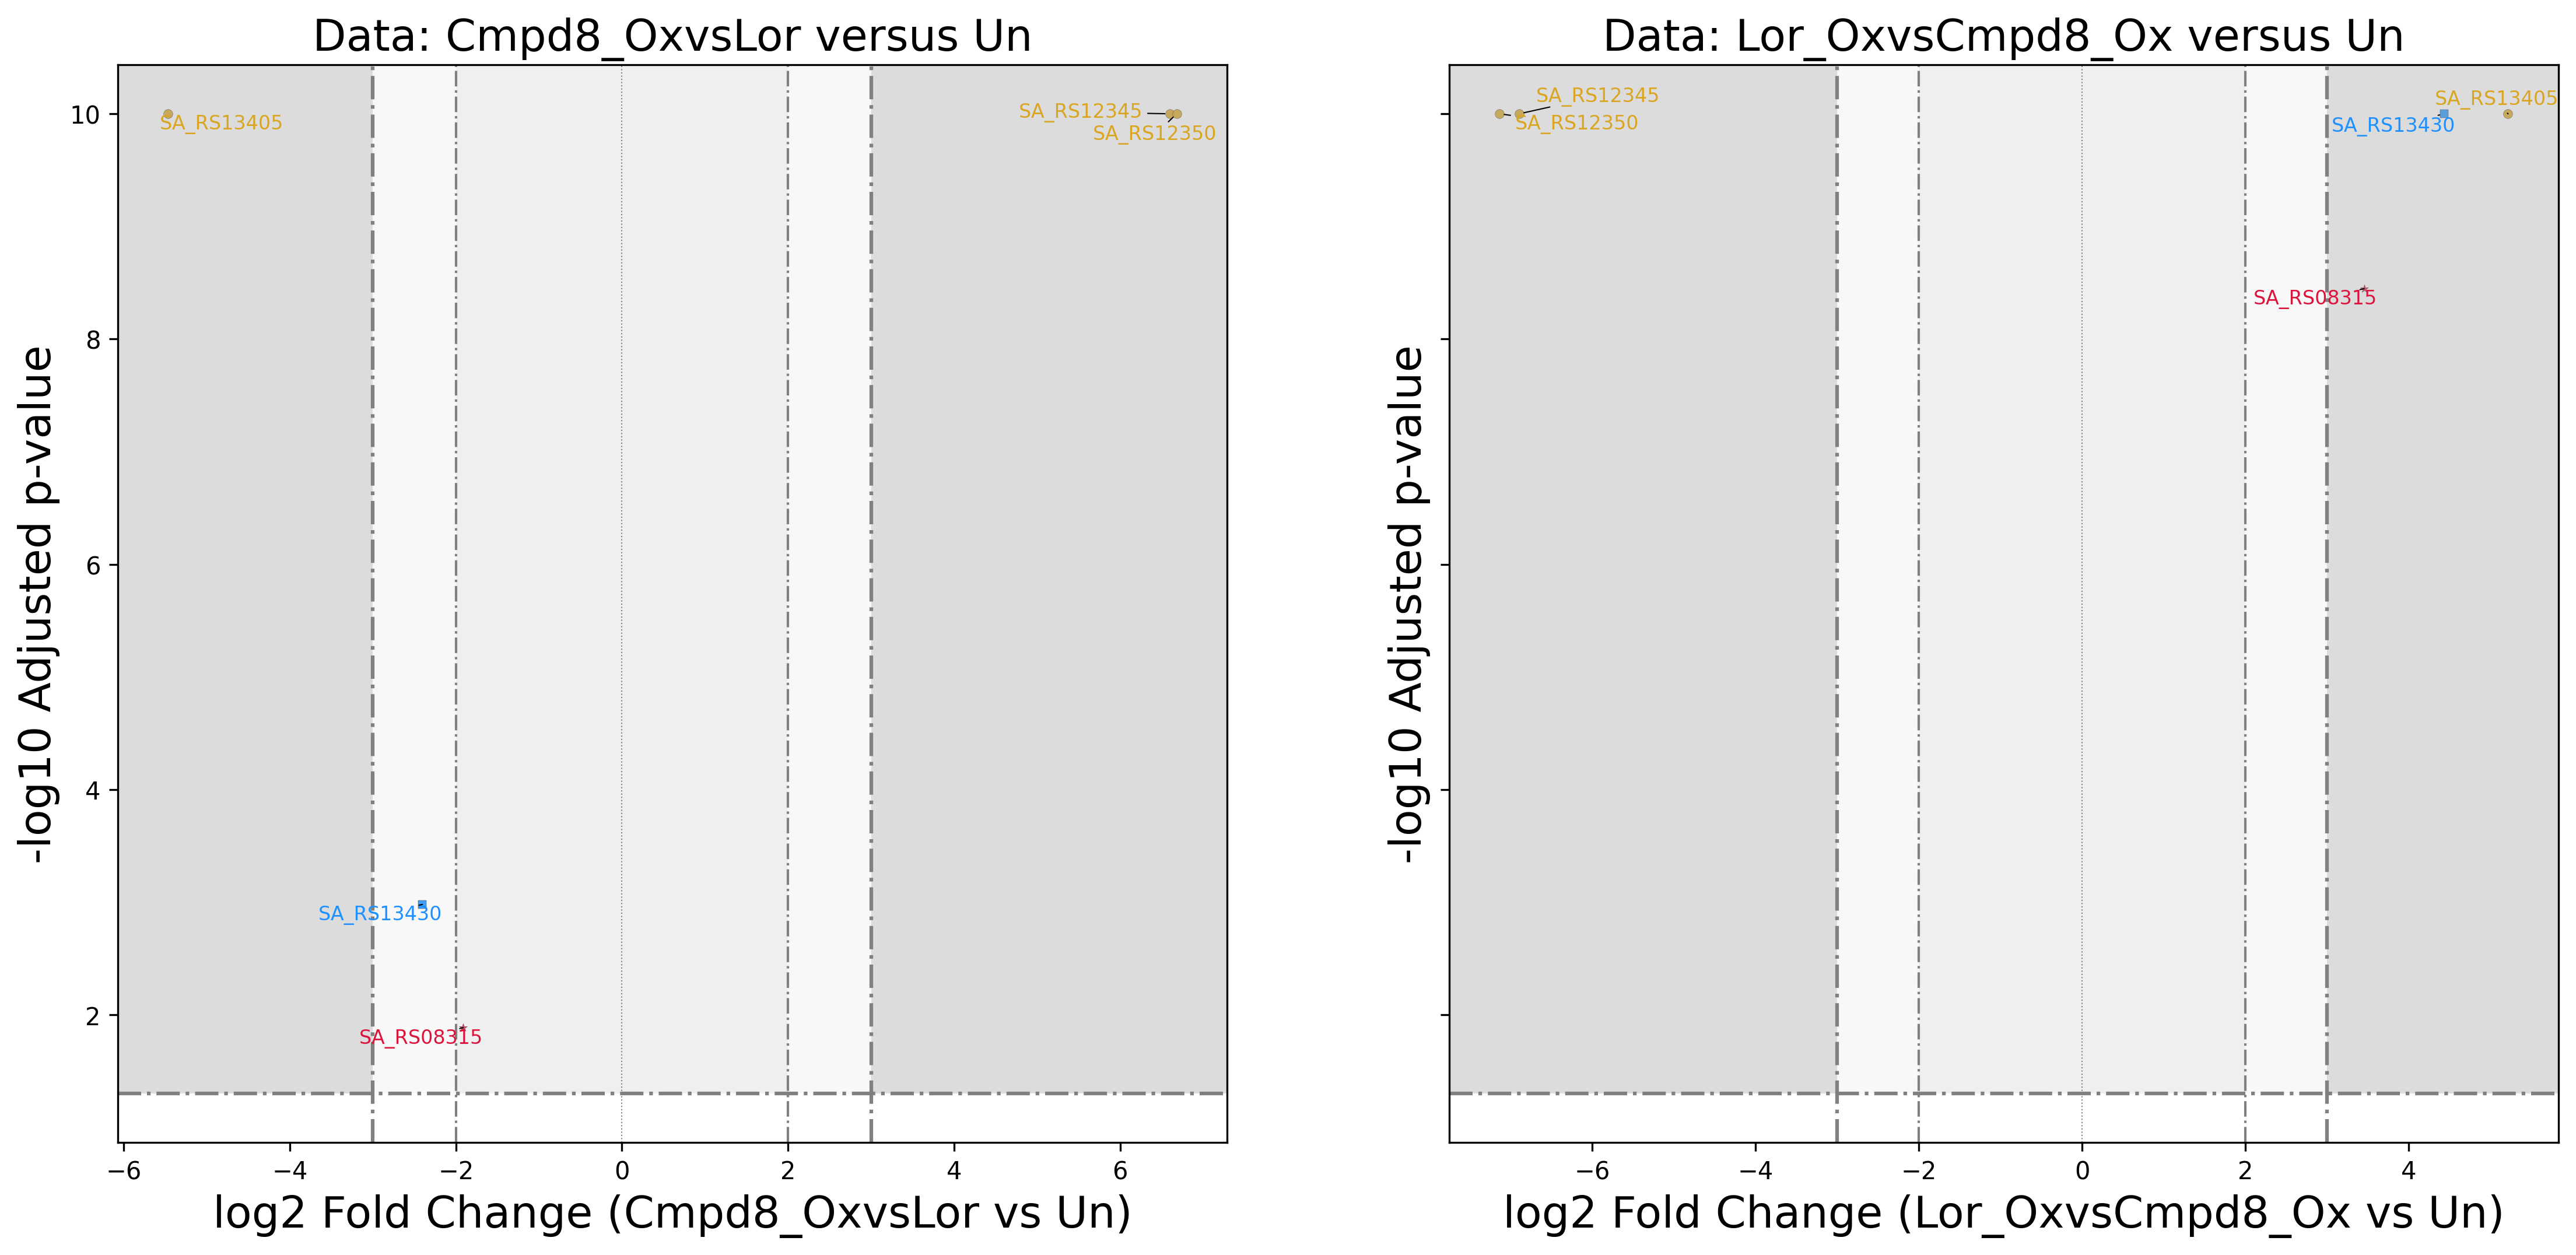 Data: Cmpd8_OxvsLor versus Un
10
8
6
4
2
-log10 Adjusted p-value
SA_RS13405
SA_RS12345
SA_RS12350
SA_RS13430
SA_RS08315
−6 −4 −2 0 2 4 6
log2 Fold Change (Cmpd8_OxvsLor vs Un)
Data: Lor_OxvsCmpd8_Ox versus Un
-log10 Adjusted p-value
SA_RS12345
SA_RS12350
SA_RS13405
SA_RS13430
SA_RS08315
−6 −4 −2 0 2 4
log2 Fold Change (Lor_OxvsCmpd8_Ox vs Un)